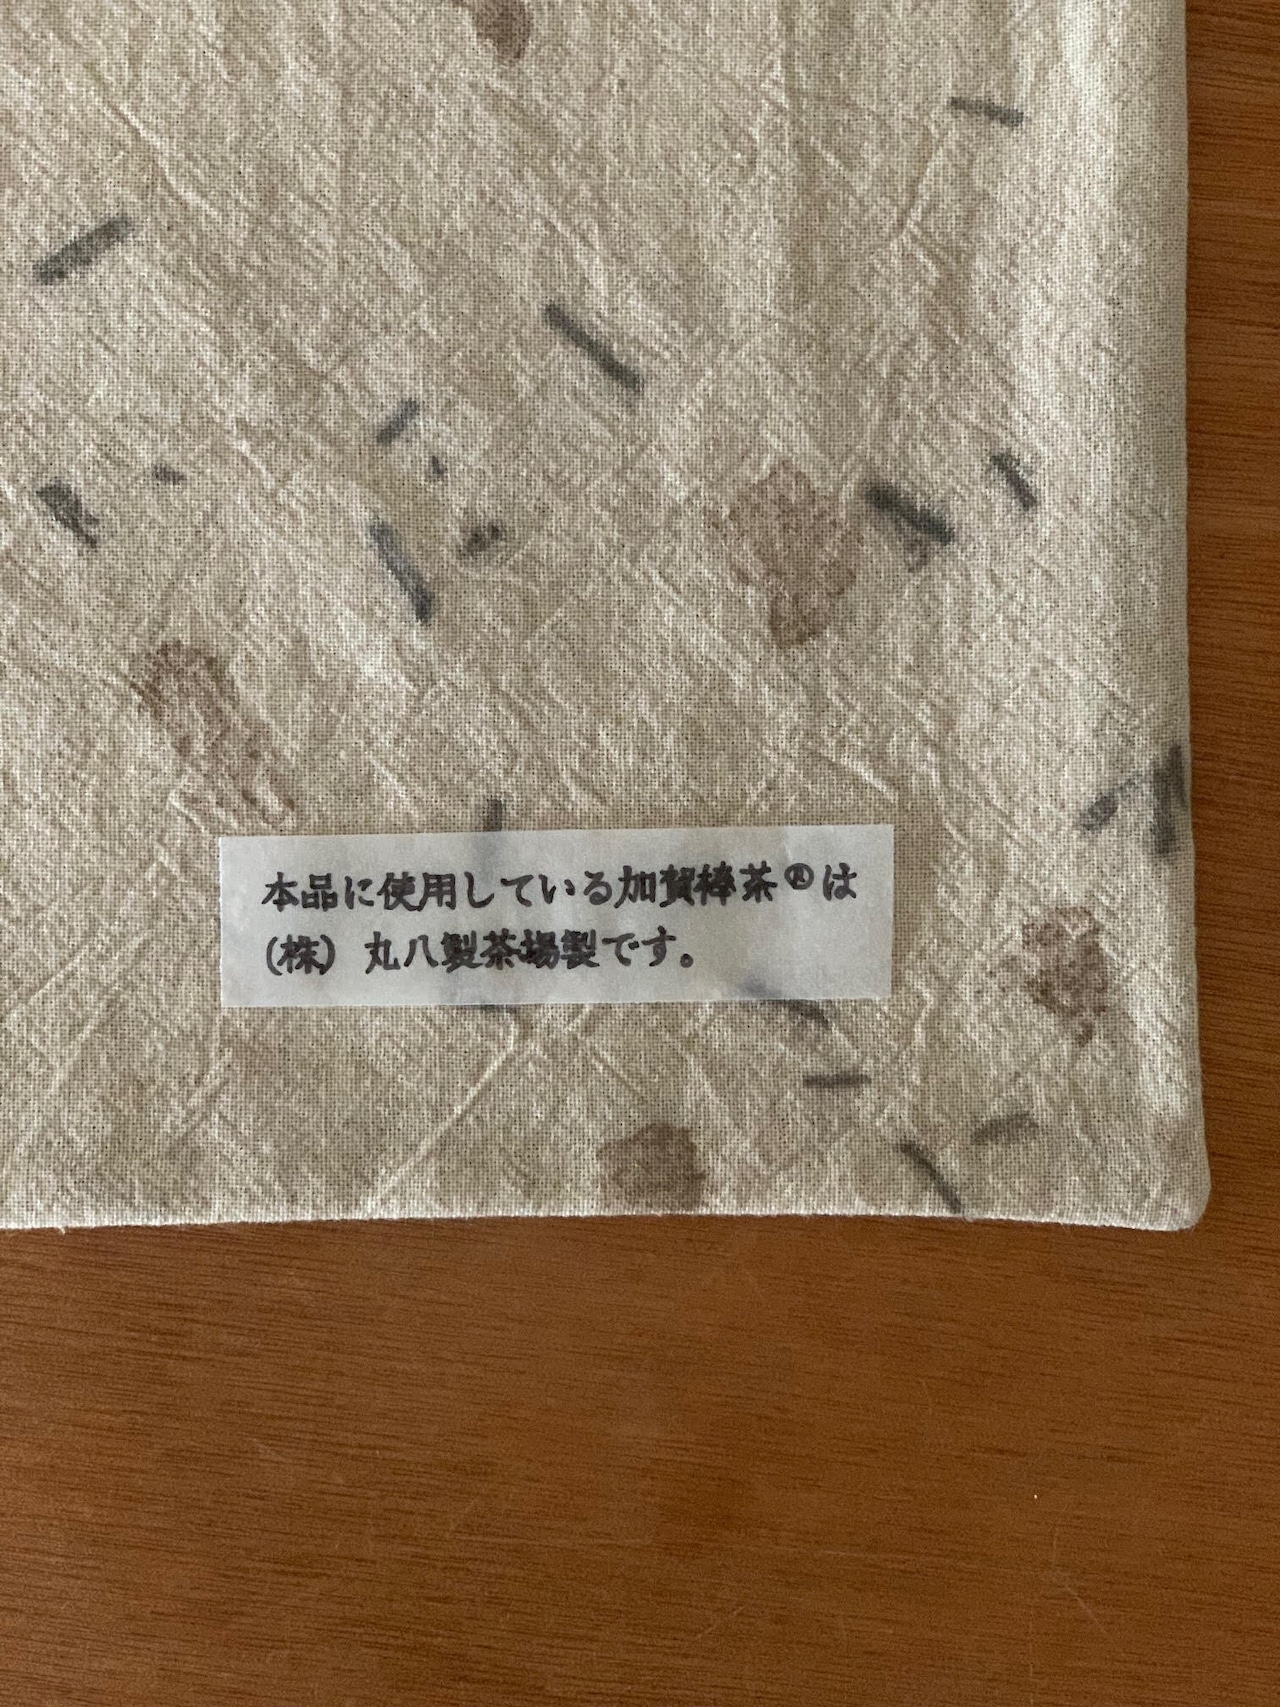 本品に使用している加賀棒茶®は
(株) 丸八製茶場製です。